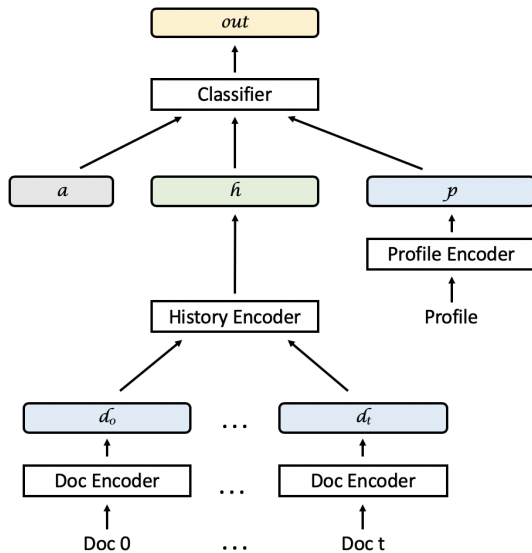 out
Classifier
a h p
Profile Encoder
History Encoder Profile
d₀ ... dₜ
Doc Encoder ... Doc Encoder
Doc 0 ... Doc t